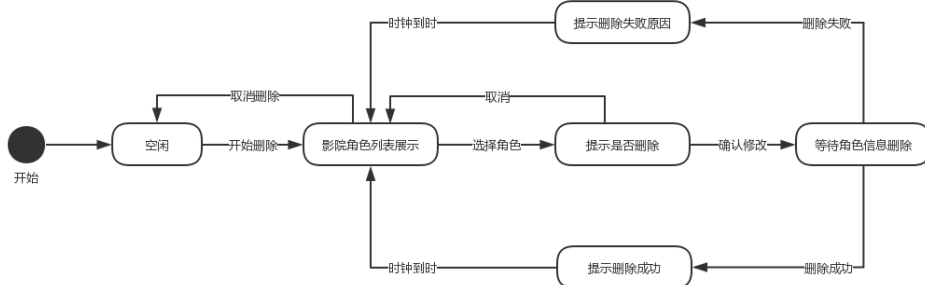 时钟到时
提示删除失败原因
删除失败
取消删除
取消
空闲
开始删除
影院角色列表展示
选择角色
提示是否删除
确认修改
等待角色信息删除
开始
时钟到时
提示删除成功
删除成功